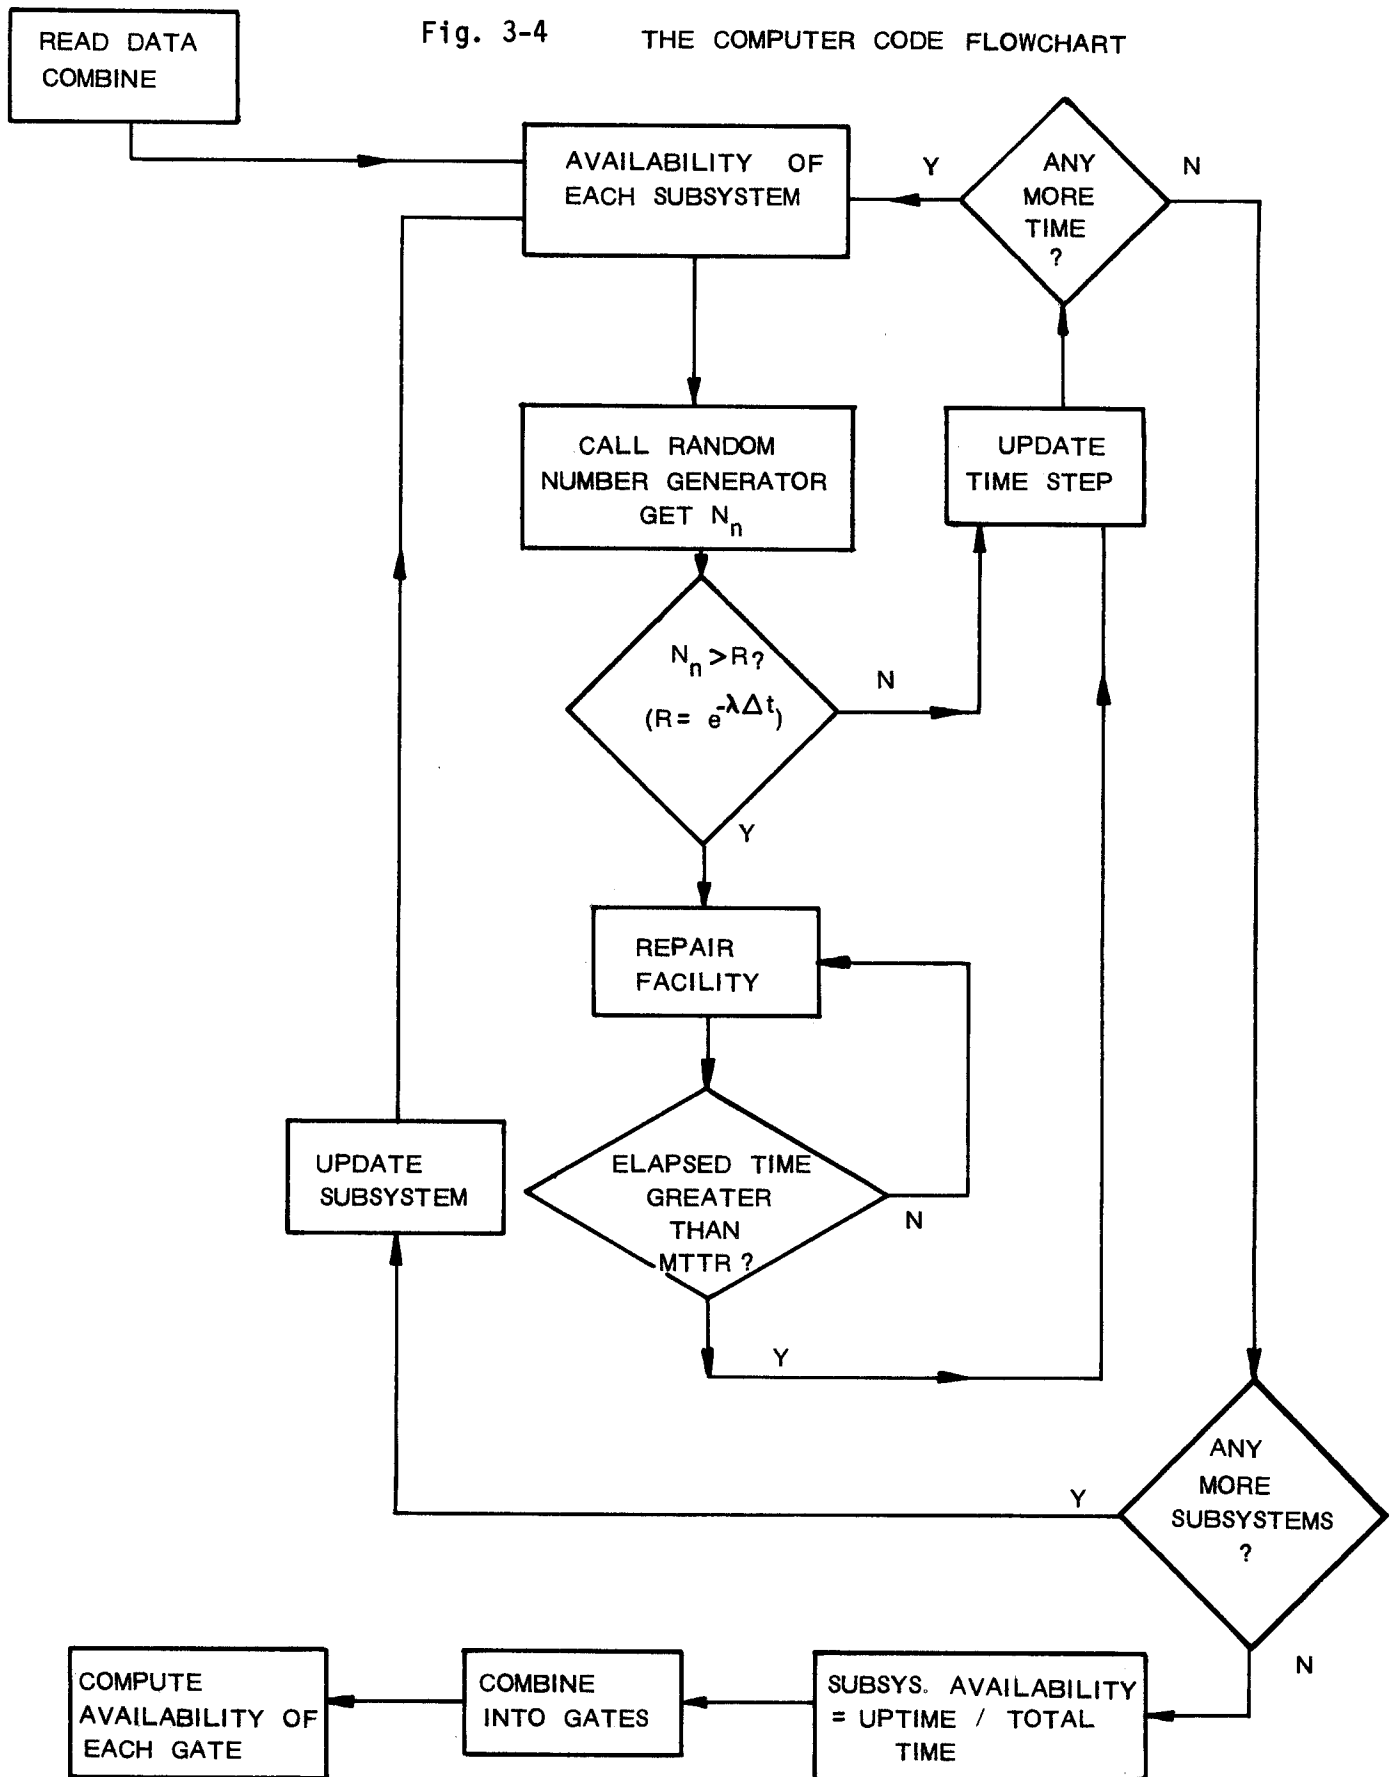 Fig. 3-4
THE COMPUTER CODE FLOWCHART
READ DATA
COMBINE
AVAILABILITY OF
EACH SUBSYSTEM
Y
ANY
MORE
TIME
?
N
CALL RANDOM
NUMBER GENERATOR
GET Nn
UPDATE
TIME STEP
Nn > R?
(R = e^-λΔt)
N
Y
REPAIR
FACILITY
UPDATE
SUBSYSTEM
ELAPSED TIME
GREATER
THAN
MTTR ?
N
Y
ANY
MORE
SUBSYSTEMS
?
Y
N
COMPUTE
AVAILABILITY OF
EACH GATE
COMBINE
INTO GATES
SUBSYS. AVAILABILITY
= UPTIME / TOTAL
TIME